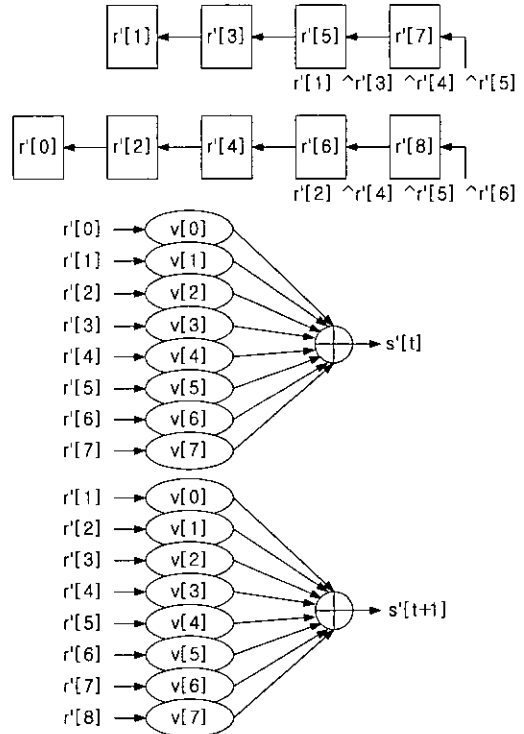 r'[1] r'[3] r'[5] r'[7]
r'[1] ^r'[3] ^r'[4] ^r'[5]
r'[0] r'[2] r'[4] r'[6] r'[8]
r'[2] ^r'[4] ^r'[5] ^r'[6]
r'[0] v[0]
r'[1] v[1]
r'[2] v[2]
r'[3] v[3]
s'[t]
r'[4] v[4]
r'[5] v[5]
r'[6] v[6]
r'[7] v[7]
r'[1] v[0]
r'[2] v[1]
r'[3] v[2]
r'[4] v[3]
s'[t+1]
r'[5] v[4]
r'[6] v[5]
r'[7] v[6]
r'[8] v[7]